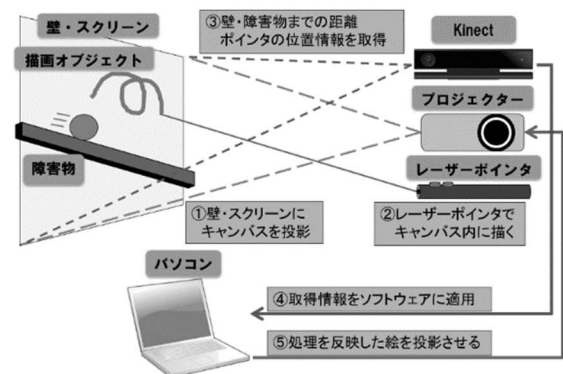 壁・スクリーン
描画オブジェクト
障害物
③壁・障害物までの距離
ポインタの位置情報を取得
Kinect
プロジェクター
レーザーポインタ
①壁・スクリーンに
キャンバスを投影
②レーザーポインタで
キャンバス内に描く
パソコン
④取得情報をソフトウェアに適用
⑤処理を反映した絵を投影させる